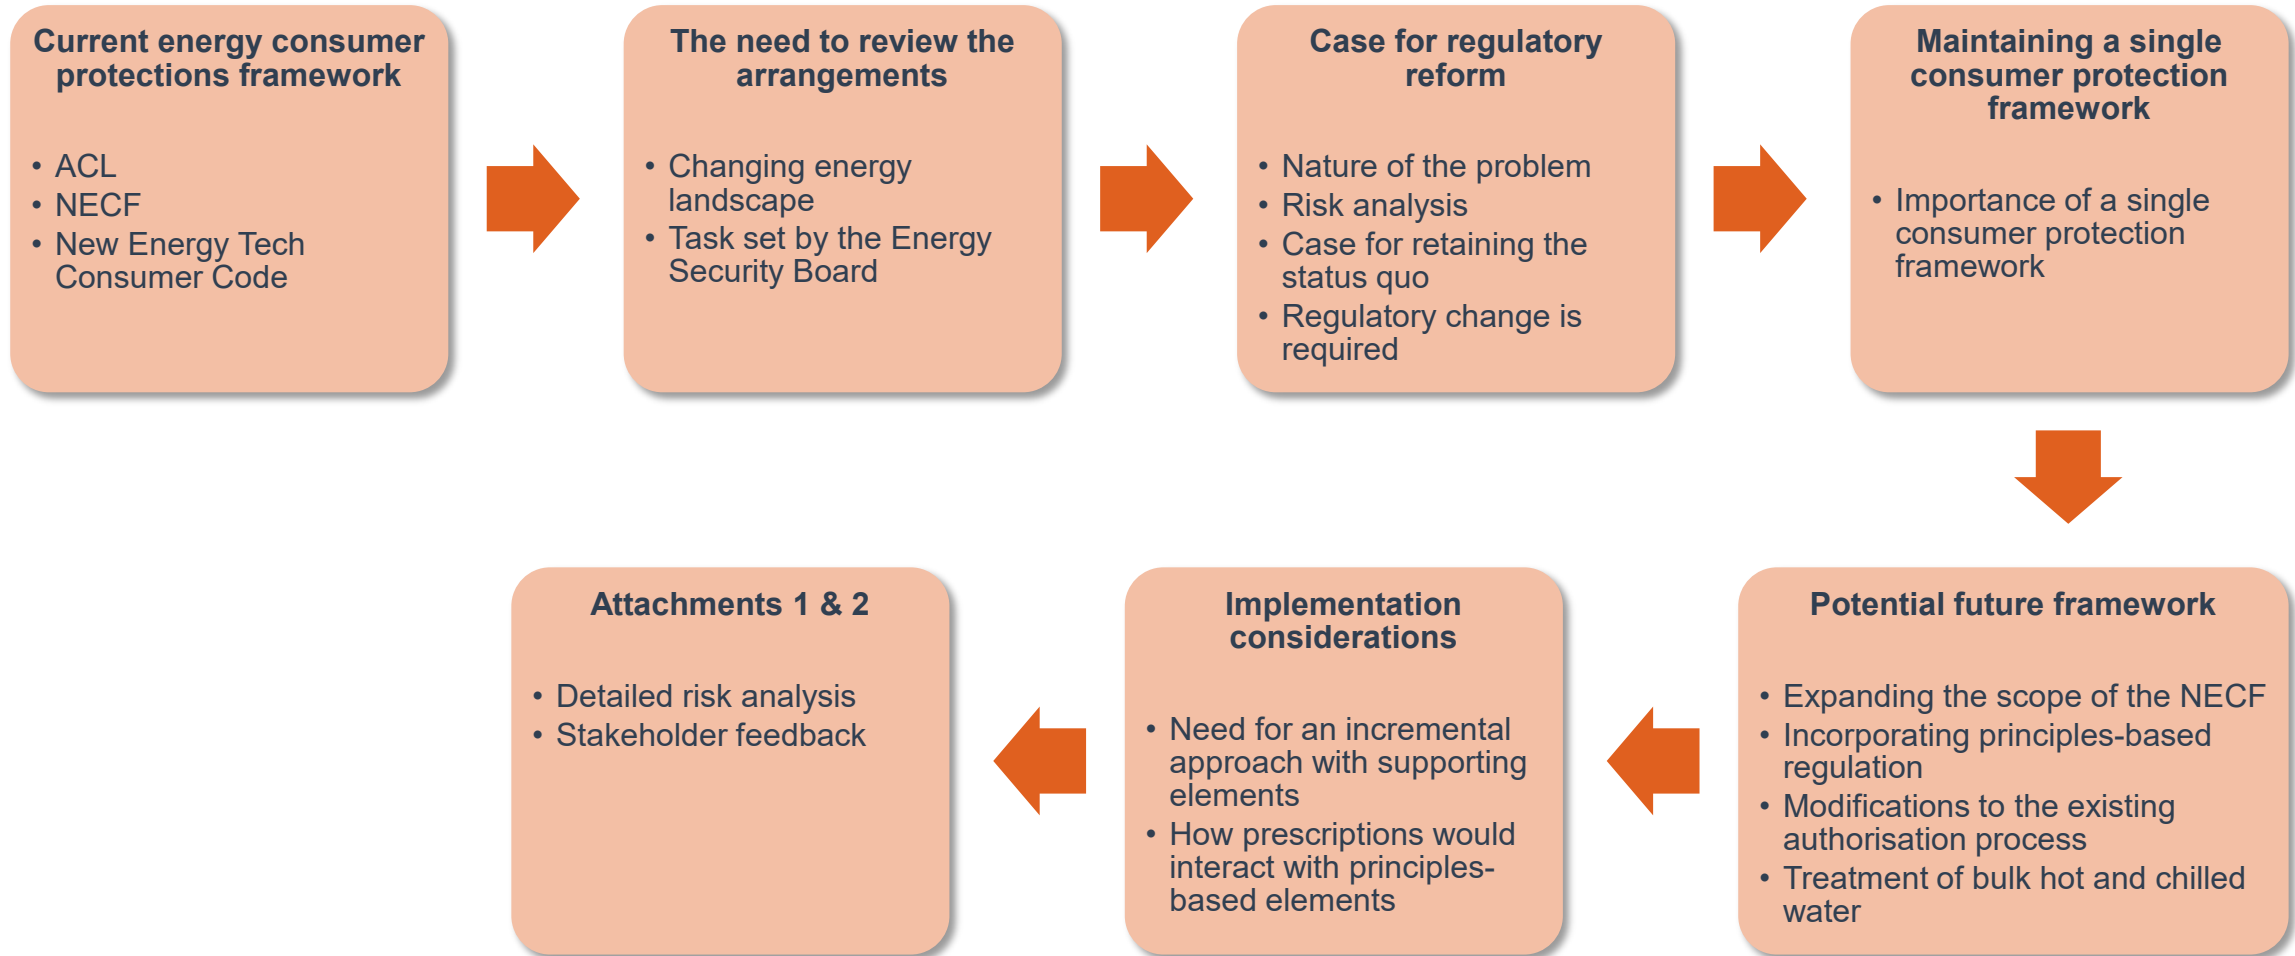 Current energy consumer
protections framework
• ACL
• NECF
• New Energy Tech
Consumer Code
The need to review the
arrangements
• Changing energy
landscape
• Task set by the Energy
Security Board
Case for regulatory
reform
• Nature of the problem
• Risk analysis
• Case for retaining the
status quo
• Regulatory change is
required
Maintaining a single
consumer protection
framework
• Importance of a single
consumer protection
framework
Potential future framework
• Expanding the scope of the NECF
• Incorporating principles-based
regulation
• Modifications to the existing
authorisation process
• Treatment of bulk hot and chilled
water
Implementation
considerations
• Need for an incremental
approach with supporting
elements
• How prescriptions would
interact with principles-
based elements
Attachments 1 & 2
• Detailed risk analysis
• Stakeholder feedback